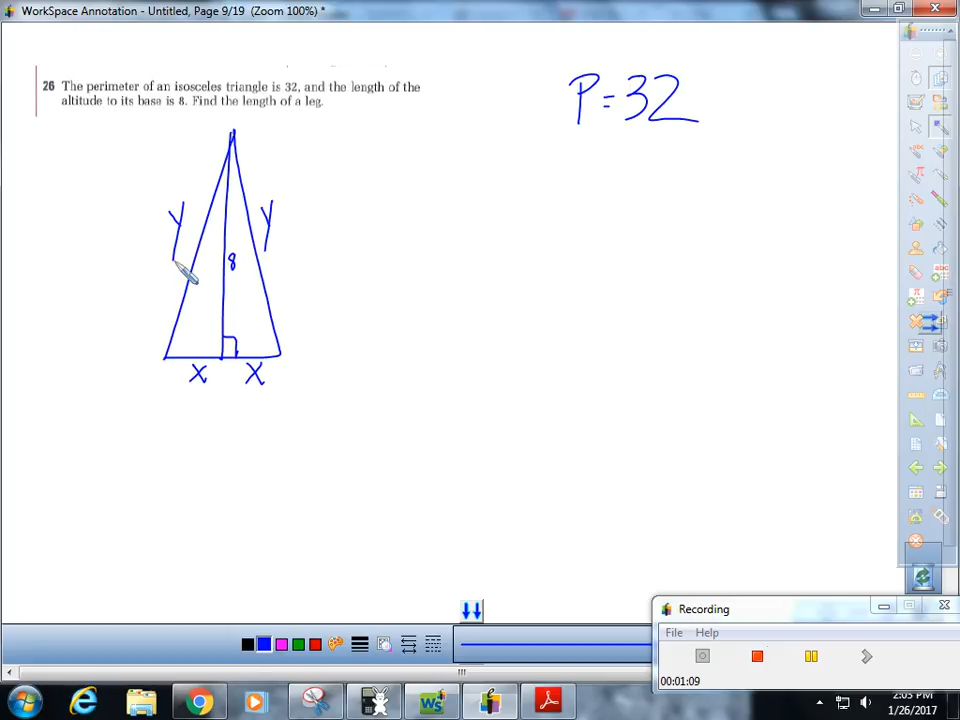 WorkSpace Annotation - Untitled, Page 9/19 (Zoom 100%) *
26 The perimeter of an isosceles triangle is 32, and the length of the
altitude to its base is 8. Find the length of a leg.
P = 32
y
y
8
x
x
Recording
File Help
00:01:09
WS
2:03 PM
1/26/2017